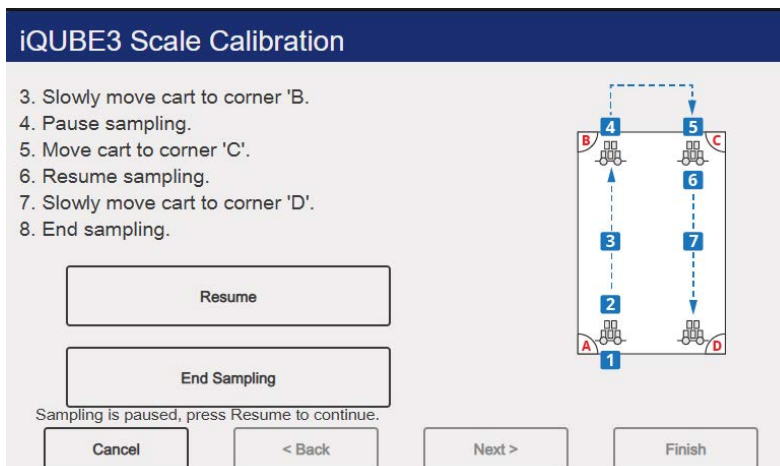 iQUBE3 Scale Calibration
3. Slowly move cart to corner 'B.
4. Pause sampling.
5. Move cart to corner 'C'.
6. Resume sampling.
7. Slowly move cart to corner 'D'.
8. End sampling.
Resume
End Sampling
Sampling is paused, press Resume to continue.
Cancel
< Back
Next >
Finish
4 5
B C
6
3 7
2
A D
1